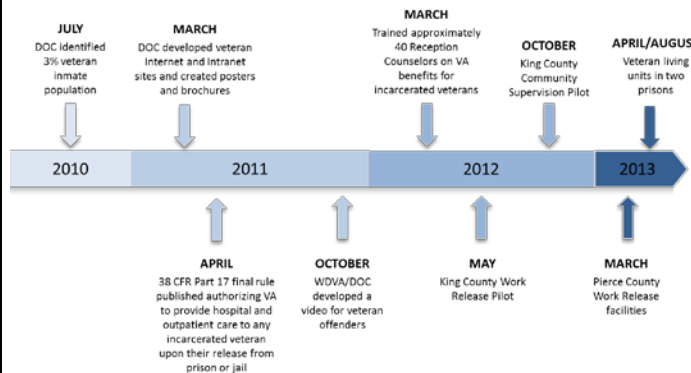 JULY
DOC identified
3% veteran
inmate
population
MARCH
DOC developed veteran
Internet and Intranet
sites and created posters
and brochures
MARCH
Trained approximately
40 Reception
Counselors on VA
benefits for
incarcerated veterans
OCTOBER
King County
Community
Supervision Pilot
APRIL/AUGUS
Veteran living
units in two
prisons
2010
2011
2012
2013
APRIL
38 CFR Part 17 final rule
published authorizing VA
to provide hospital and
outpatient care to any
incarcerated veteran
upon their release from
prison or jail
OCTOBER
WDVA/DOC
developed a
video for veteran
offenders
MAY
King County Work
Release Pilot
MARCH
Pierce County
Work Release
facilities